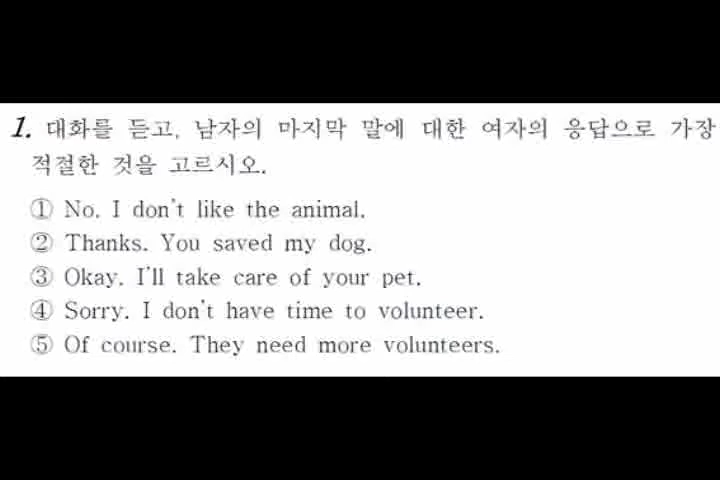 1. 대화를 듣고, 남자의 마지막 말에 대한 여자의 응답으로 가장
적절한 것을 고르시오.
① No. I don't like the animal.
② Thanks. You saved my dog.
③ Okay. I'll take care of your pet.
④ Sorry. I don't have time to volunteer.
⑤ Of course. They need more volunteers.